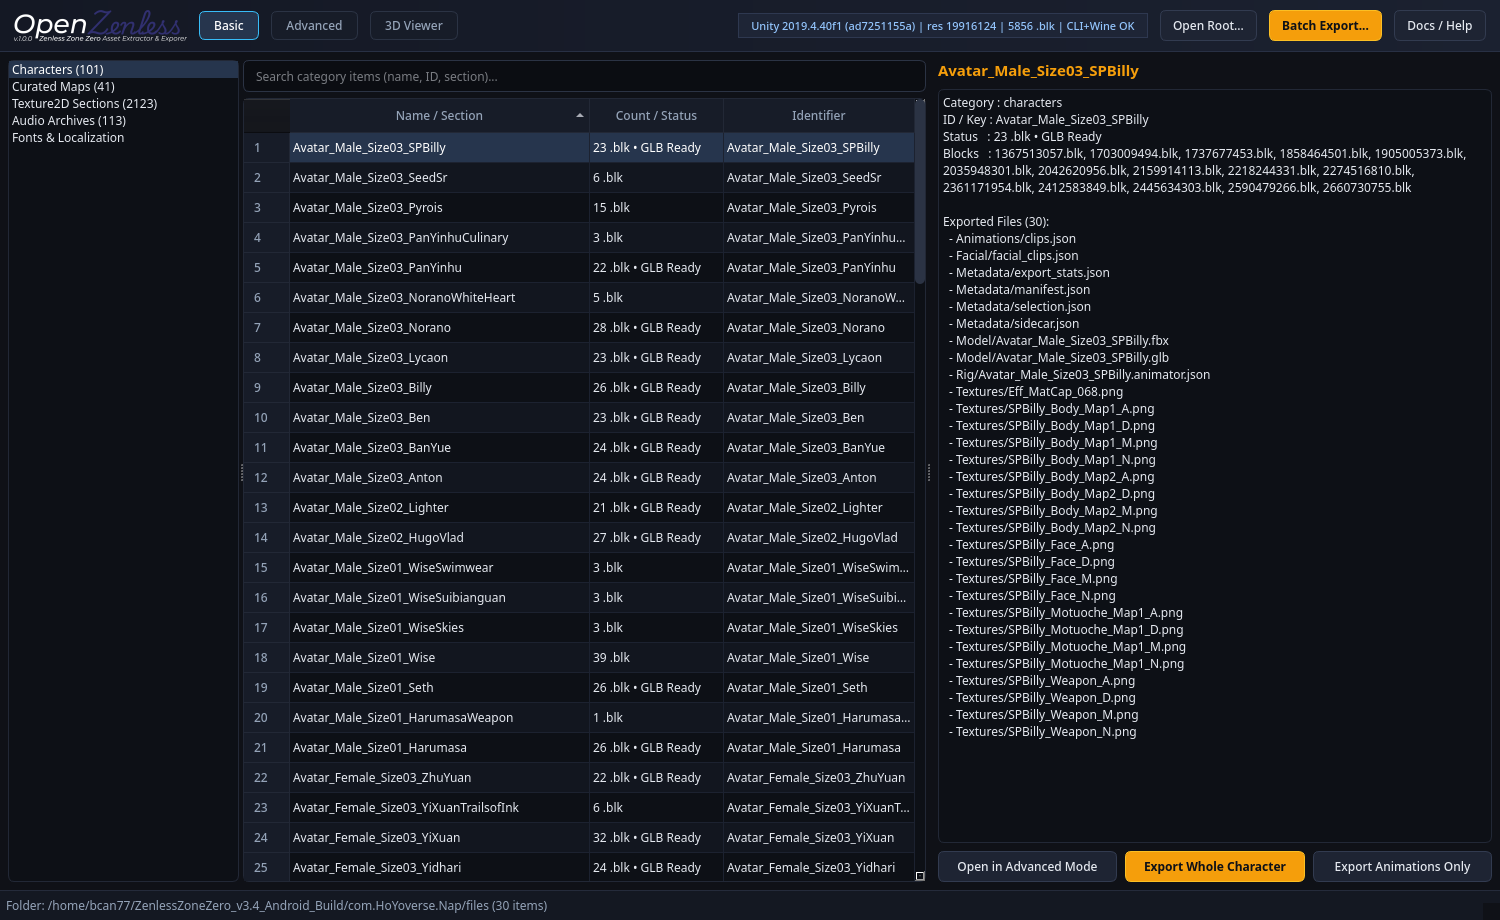 OpenZenless
v.1.0.0 Zenless Zone Zero Asset Extractor & Exporer
Basic
Advanced
3D Viewer
Unity 2019.4.40f1 (ad7251155a) | res 19916124 | 5856 .blk | CLI+Wine OK
Open Root...
Batch Export...
Docs / Help
Characters (101)
Curated Maps (41)
Texture2D Sections (2123)
Audio Archives (113)
Fonts & Localization
Search category items (name, ID, section)...
Name / Section Count / Status Identifier
1 Avatar_Male_Size03_SPBilly 23 .blk • GLB Ready Avatar_Male_Size03_SPBilly
2 Avatar_Male_Size03_SeedSr 6 .blk Avatar_Male_Size03_SeedSr
3 Avatar_Male_Size03_Pyrois 15 .blk Avatar_Male_Size03_Pyrois
4 Avatar_Male_Size03_PanYinhuCulinary 3 .blk Avatar_Male_Size03_PanYinhu...
5 Avatar_Male_Size03_PanYinhu 22 .blk • GLB Ready Avatar_Male_Size03_PanYinhu
6 Avatar_Male_Size03_NoranoWhiteHeart 5 .blk Avatar_Male_Size03_NoranoW...
7 Avatar_Male_Size03_Norano 28 .blk • GLB Ready Avatar_Male_Size03_Norano
8 Avatar_Male_Size03_Lycaon 23 .blk • GLB Ready Avatar_Male_Size03_Lycaon
9 Avatar_Male_Size03_Billy 26 .blk • GLB Ready Avatar_Male_Size03_Billy
10 Avatar_Male_Size03_Ben 23 .blk • GLB Ready Avatar_Male_Size03_Ben
11 Avatar_Male_Size03_BanYue 24 .blk • GLB Ready Avatar_Male_Size03_BanYue
12 Avatar_Male_Size03_Anton 24 .blk • GLB Ready Avatar_Male_Size03_Anton
13 Avatar_Male_Size02_Lighter 21 .blk • GLB Ready Avatar_Male_Size02_Lighter
14 Avatar_Male_Size02_HugoVlad 27 .blk • GLB Ready Avatar_Male_Size02_HugoVlad
15 Avatar_Male_Size01_WiseSwimwear 3 .blk Avatar_Male_Size01_WiseSwim...
16 Avatar_Male_Size01_WiseSuibianguan 3 .blk Avatar_Male_Size01_WiseSuibi...
17 Avatar_Male_Size01_WiseSkies 3 .blk Avatar_Male_Size01_WiseSkies
18 Avatar_Male_Size01_Wise 39 .blk Avatar_Male_Size01_Wise
19 Avatar_Male_Size01_Seth 26 .blk • GLB Ready Avatar_Male_Size01_Seth
20 Avatar_Male_Size01_HarumasaWeapon 1 .blk Avatar_Male_Size01_Harumasa...
21 Avatar_Male_Size01_Harumasa 26 .blk • GLB Ready Avatar_Male_Size01_Harumasa
22 Avatar_Female_Size03_ZhuYuan 22 .blk • GLB Ready Avatar_Female_Size03_ZhuYuan
23 Avatar_Female_Size03_YiXuanTrailsofInk 6 .blk Avatar_Female_Size03_YiXuanT...
24 Avatar_Female_Size03_YiXuan 32 .blk • GLB Ready Avatar_Female_Size03_YiXuan
25 Avatar_Female_Size03_Yidhari 24 .blk • GLB Ready Avatar_Female_Size03_Yidhari
Avatar_Male_Size03_SPBilly
Category : characters
ID / Key : Avatar_Male_Size03_SPBilly
Status : 23 .blk • GLB Ready
Blocks : 1367513057.blk, 1703009494.blk, 1737677453.blk, 1858464501.blk, 1905005373.blk,
2035948301.blk, 2042620956.blk, 2159914113.blk, 2218244331.blk, 2274516810.blk,
2361171954.blk, 2412583849.blk, 2445634303.blk, 2590479266.blk, 2660730755.blk
Exported Files (30):
- Animations/clips.json
- Facial/facial_clips.json
- Metadata/export_stats.json
- Metadata/manifest.json
- Metadata/selection.json
- Metadata/sidecar.json
- Model/Avatar_Male_Size03_SPBilly.fbx
- Model/Avatar_Male_Size03_SPBilly.glb
- Rig/Avatar_Male_Size03_SPBilly.animator.json
- Textures/Eff_MatCap_068.png
- Textures/SPBilly_Body_Map1_A.png
- Textures/SPBilly_Body_Map1_D.png
- Textures/SPBilly_Body_Map1_M.png
- Textures/SPBilly_Body_Map1_N.png
- Textures/SPBilly_Body_Map2_A.png
- Textures/SPBilly_Body_Map2_D.png
- Textures/SPBilly_Body_Map2_M.png
- Textures/SPBilly_Body_Map2_N.png
- Textures/SPBilly_Face_A.png
- Textures/SPBilly_Face_D.png
- Textures/SPBilly_Face_M.png
- Textures/SPBilly_Face_N.png
- Textures/SPBilly_Motuoche_Map1_A.png
- Textures/SPBilly_Motuoche_Map1_D.png
- Textures/SPBilly_Motuoche_Map1_M.png
- Textures/SPBilly_Motuoche_Map1_N.png
- Textures/SPBilly_Weapon_A.png
- Textures/SPBilly_Weapon_D.png
- Textures/SPBilly_Weapon_M.png
- Textures/SPBilly_Weapon_N.png
Open in Advanced Mode
Export Whole Character
Export Animations Only
Folder: /home/bcan77/ZenlessZoneZero_v3.4_Android_Build/com.HoYoverse.Nap/files (30 items)